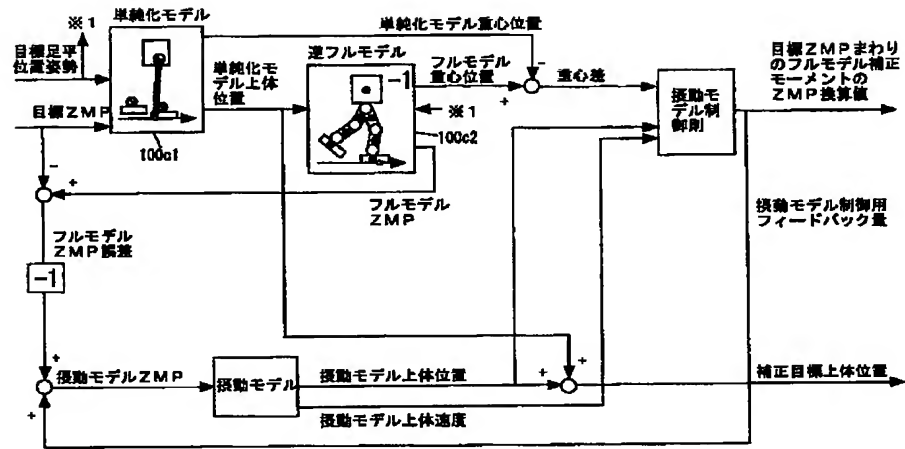 ※1
単純化モデル
目標足平
位置姿勢
目標ZMP
100c1
単純化モデル重心位置
単純化モ
デル上体
位置
逆フルモデル
-1
フルモデル
重心位置
※1
100c2
フルモデル
ZMP
-
+
重心差
摂動モ
デル制
御則
目標ZMPまわり
のフルモデル補正
モーメントの
ZMP換算値
摂動モデル制御用
フィードバック量
-
+
フルモデル
ZMP誤差
-1
+
+
摂動モデルZMP
摂動モデル
摂動モデル上体位置
摂動モデル上体速度
+
+
補正目標上体位置